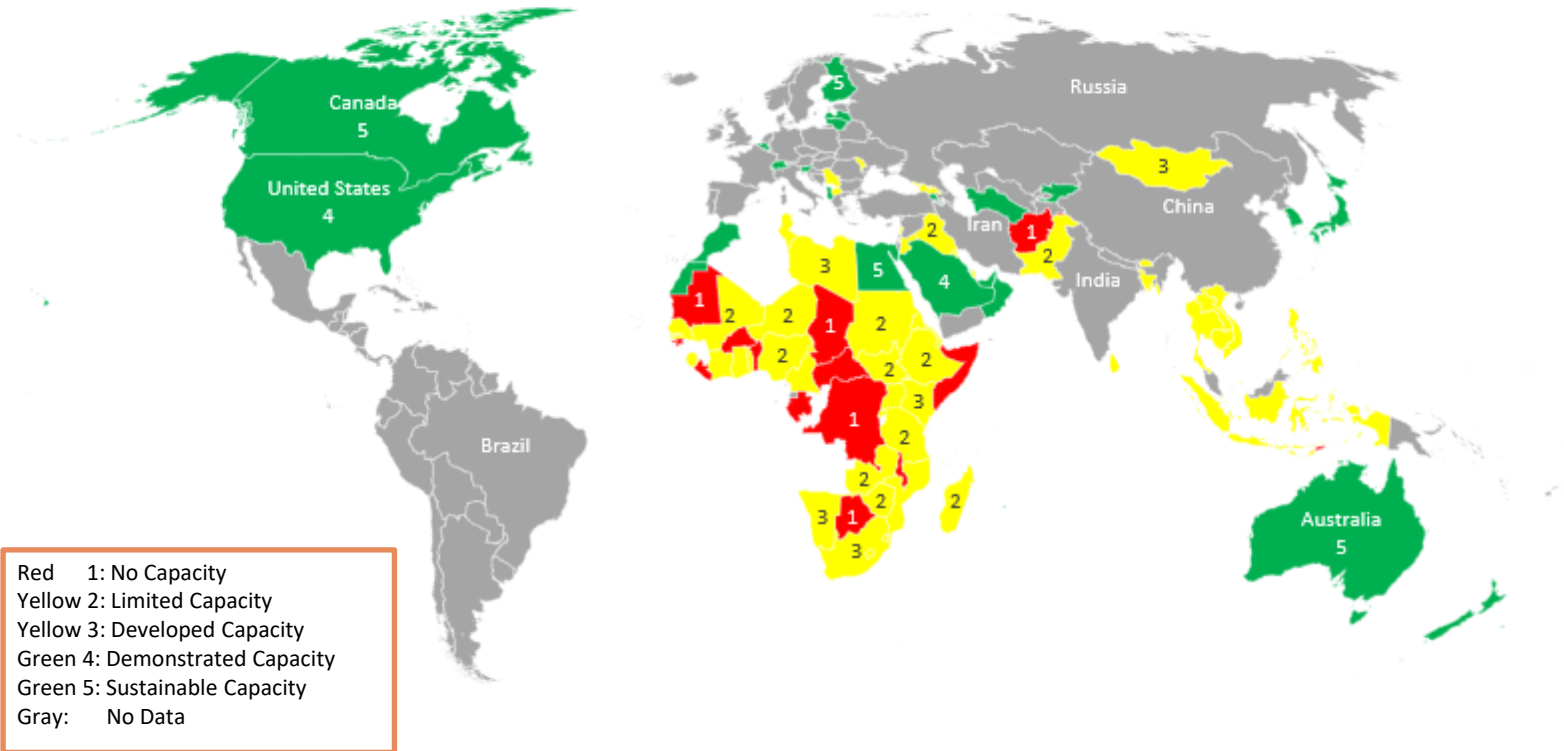 Canada
5
United States
4
Brazil
5
Russia
3
China
Iran
1
2
2
India
3
5
4
1
2
2
1
2
2
2
2
3
1
2
2
2
2
3
1
3
Australia
5
Red 1: No Capacity
Yellow 2: Limited Capacity
Yellow 3: Developed Capacity
Green 4: Demonstrated Capacity
Green 5: Sustainable Capacity
Gray: No Data